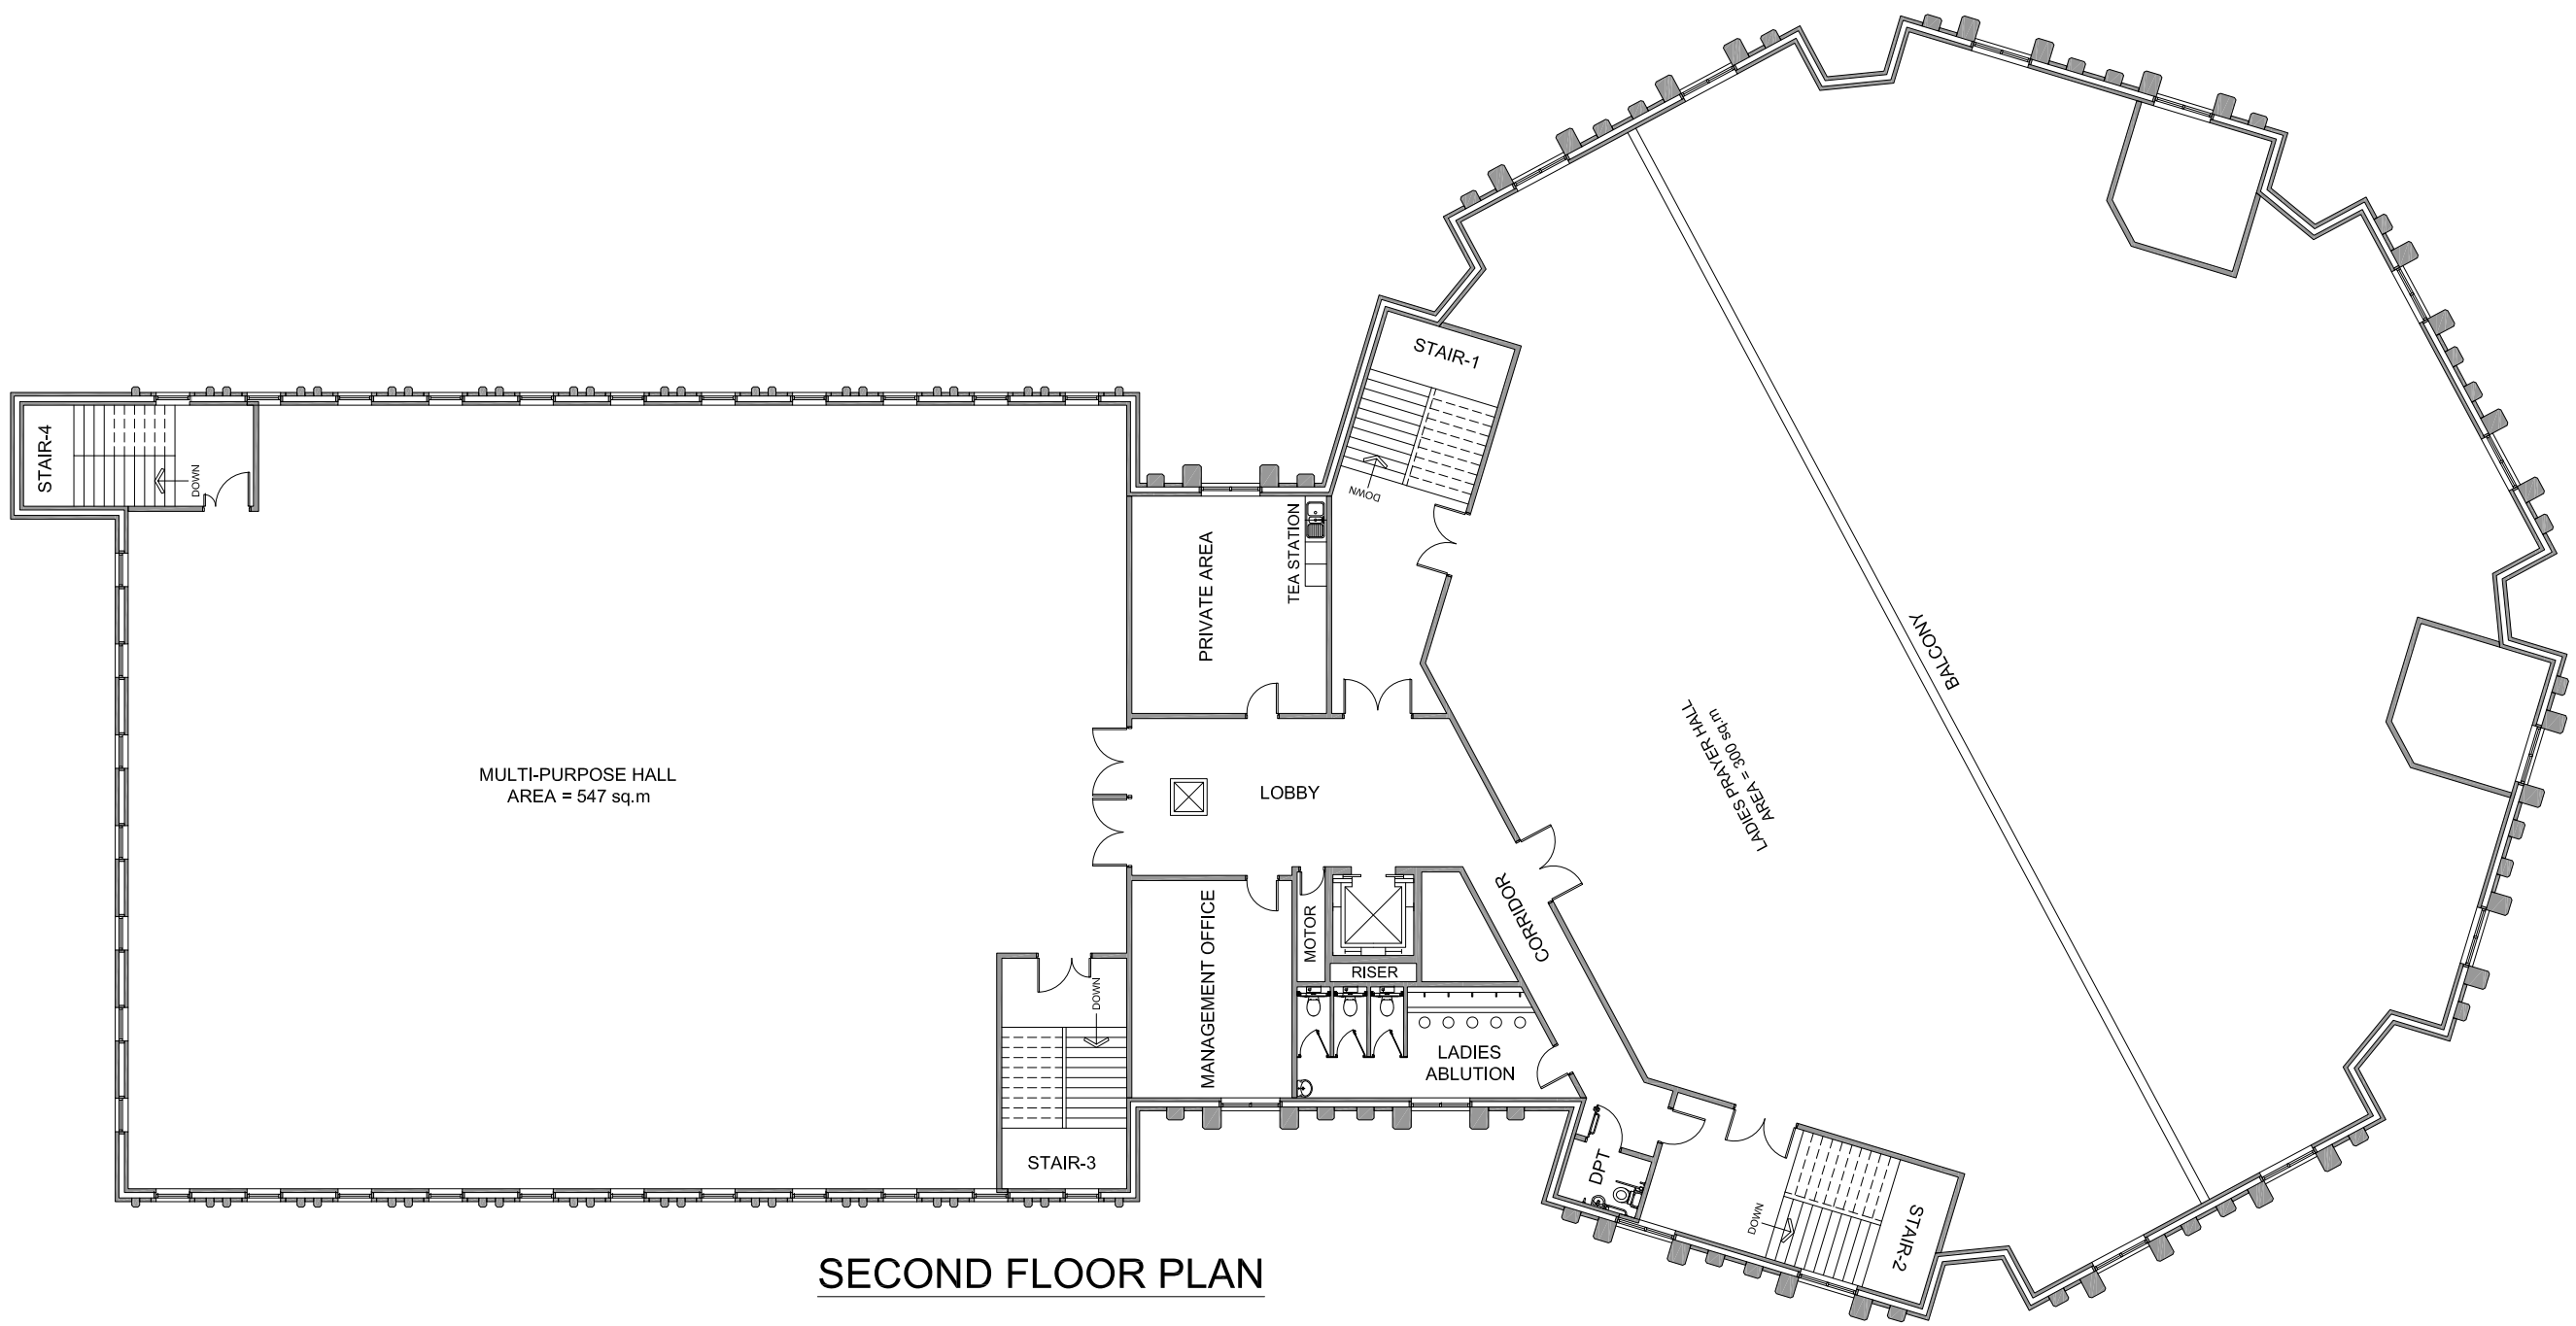 STAIR-1
DOWN
STAIR-4
DOWN
PRIVATE AREA
TEA STATION
BALCONY
LADIES PRAYER HALL
AREA = 300 sq.m
MULTI-PURPOSE HALL
AREA = 547 sq.m
LOBBY
CORRIDOR
MANAGEMENT OFFICE
MOTOR
RISER
DOWN
LADIES
ABLUTION
STAIR-3
DPT
DOWN
STAIR-2
SECOND FLOOR PLAN